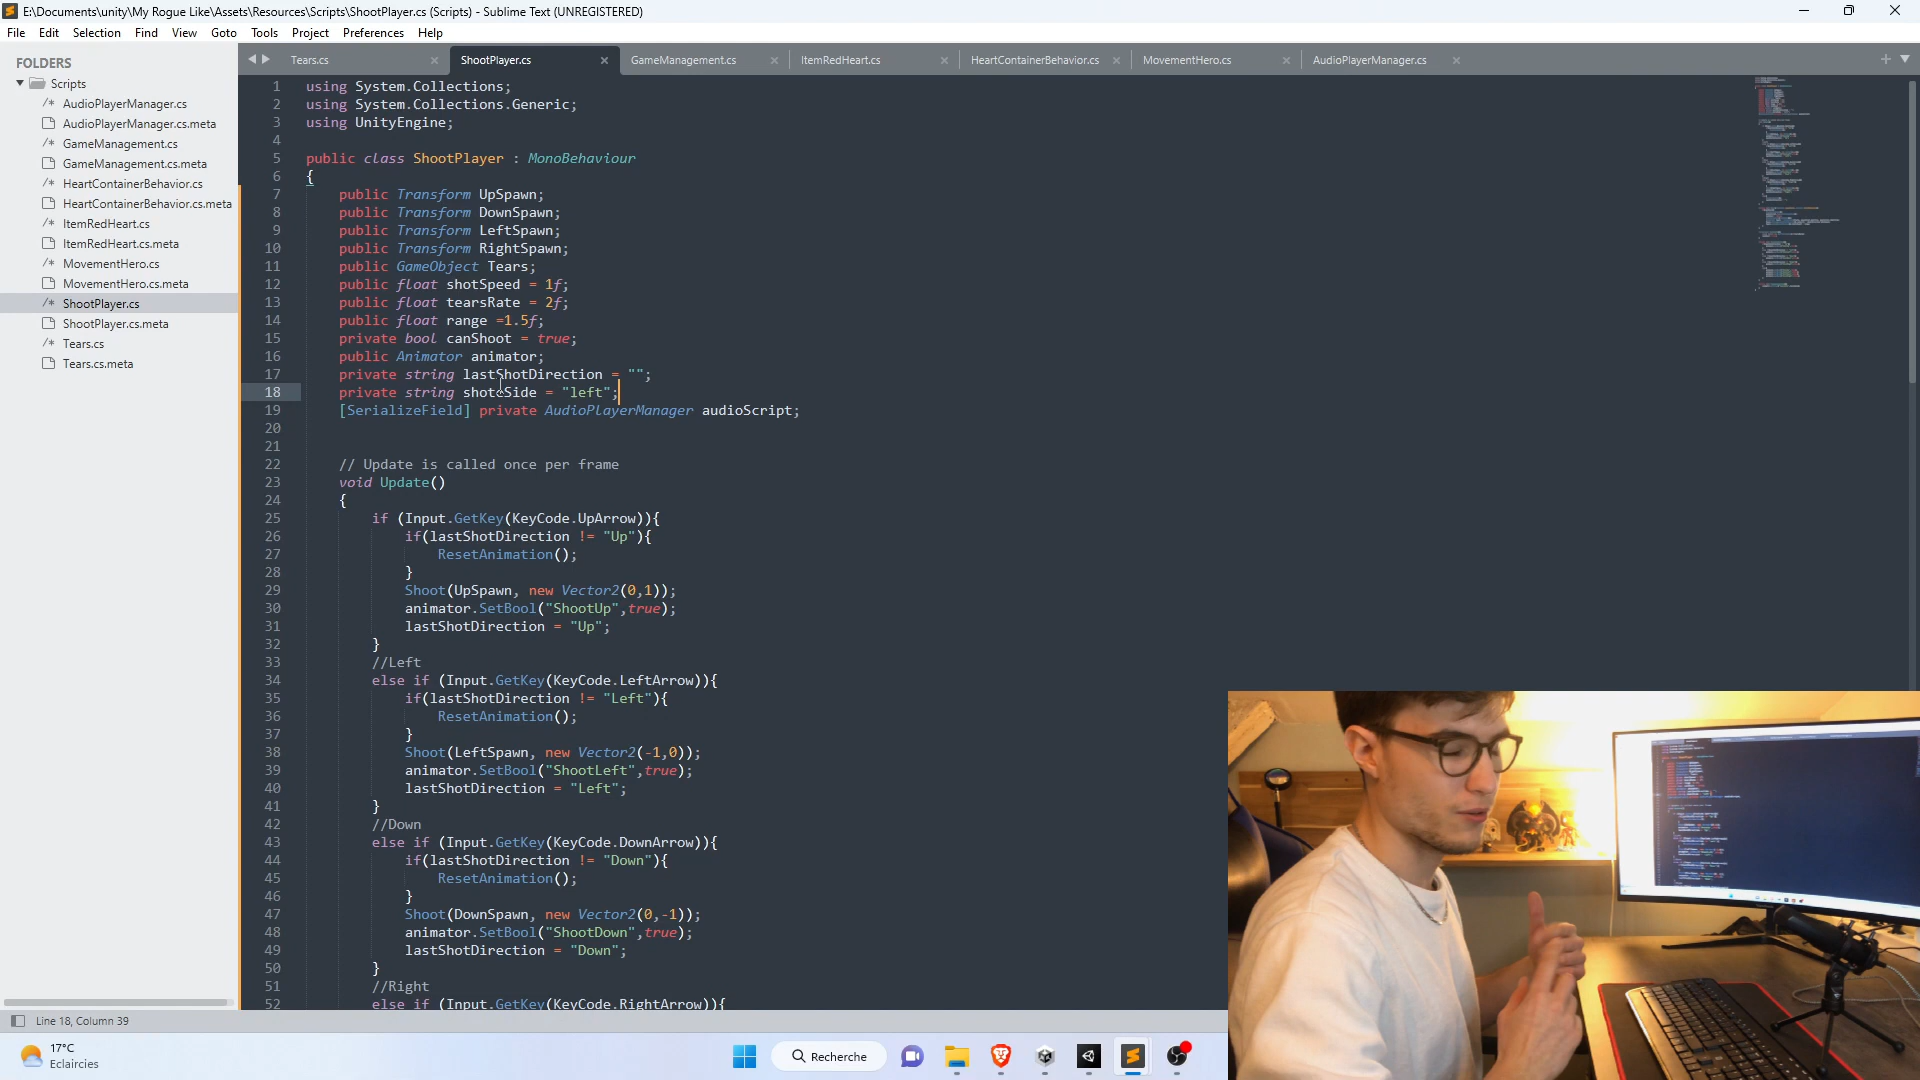 E:\Documents\unity\My Rogue Like\Assets\Resources\Scripts\ShootPlayer.cs (Scripts) - Sublime Text (UNREGISTERED)
File Edit Selection Find View Goto Tools Project Preferences Help
FOLDERS
Scripts
/* AudioPlayerManager.cs
AudioPlayerManager.cs.meta
/* GameManagement.cs
GameManagement.cs.meta
/* HeartContainerBehavior.cs
HeartContainerBehavior.cs.meta
/* ItemRedHeart.cs
ItemRedHeart.cs.meta
/* MovementHero.cs
MovementHero.cs.meta
/* ShootPlayer.cs
ShootPlayer.cs.meta
/* Tears.cs
Tears.cs.meta
Tears.cs ShootPlayer.cs GameManagement.cs ItemRedHeart.cs HeartContainerBehavior.cs MovementHero.cs AudioPlayerManager.cs
1 using System.Collections;
2 using System.Collections.Generic;
3 using UnityEngine;
4
5 public class ShootPlayer : MonoBehaviour
6 {
7 public Transform UpSpawn;
8 public Transform DownSpawn;
9 public Transform LeftSpawn;
10 public Transform RightSpawn;
11 public GameObject Tears;
12 public float shotSpeed = 1f;
13 public float tearsRate = 2f;
14 public float range =1.5f;
15 private bool canShoot = true;
16 public Animator animator;
17 private string lastShotDirection = "";
18 private string = "left";
19 [SerializeField] private AudioPlayerManager audioScript;
20
21
22 // Update is called once per frame
23 void Update()
24 {
25 if (Input.GetKey(KeyCode.UpArrow)){
26 if(lastShotDirection != "Up"){
27 ResetAnimation();
28 }
29 Shoot(UpSpawn, new Vector2(0,1));
30 animator.SetBool("ShootUp",true);
31 lastShotDirection = "Up";
32 }
33 //Left
34 else if (Input.GetKey(KeyCode.LeftArrow)){
35 if(lastShotDirection != "Left"){
36 ResetAnimation();
37 }
38 Shoot(LeftSpawn, new Vector2(-1,0));
39 animator.SetBool("ShootLeft",true);
40 lastShotDirection = "Left";
41 }
42 //Down
43 else if (Input.GetKey(KeyCode.DownArrow)){
44 if(lastShotDirection != "Down"){
45 ResetAnimation();
46 }
47 Shoot(DownSpawn, new Vector2(0,-1));
48 animator.SetBool("ShootDown",true);
49 lastShotDirection = "Down";
50 }
51 //Right
52 else if (Input.GetKey(KeyCode.RightArrow)){
Line 18, Column 39
17°C
Eclaircies
Recherche